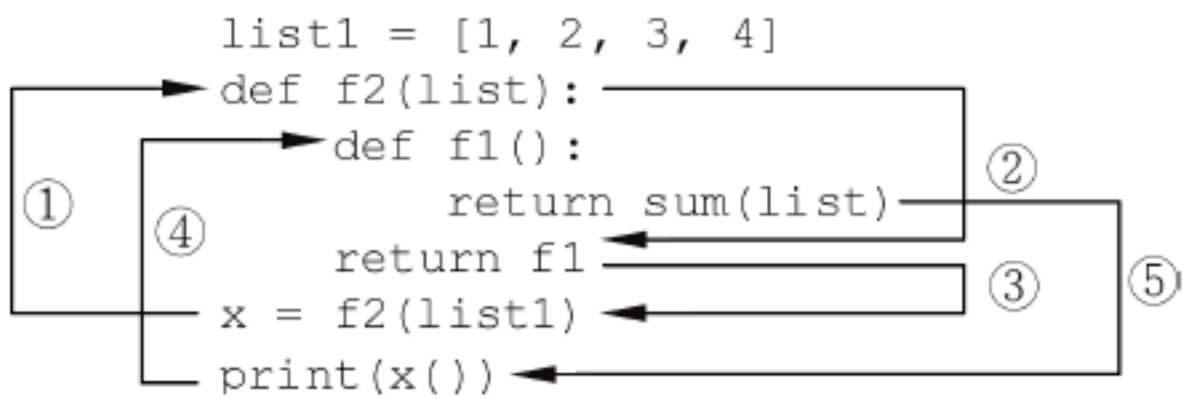 list1 = [1, 2, 3, 4]
def f2(list):
def f1():
②
①
return sum(list)
④
return f1
③
⑤
x = f2(list1)
print(x())